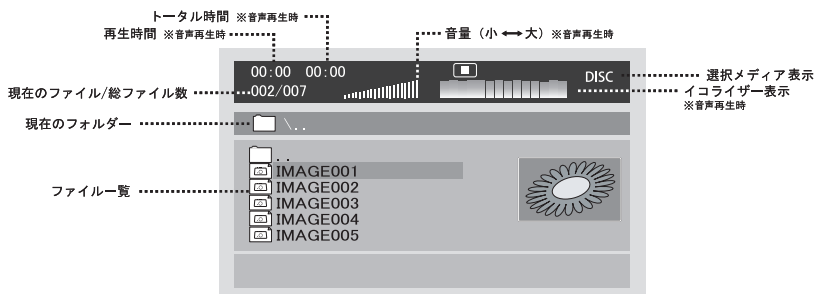 トータル時間 ※音声再生時
再生時間 ※音声再生時
音量（小 ⟷ 大）※音声再生時
00:00 00:00
DISC
選択メディア表示
現在のファイル/総ファイル数
002/007
イコライザー表示
※音声再生時
現在のフォルダー
\..
..
IMAGE001
ファイル一覧
IMAGE002
IMAGE003
IMAGE004
IMAGE005